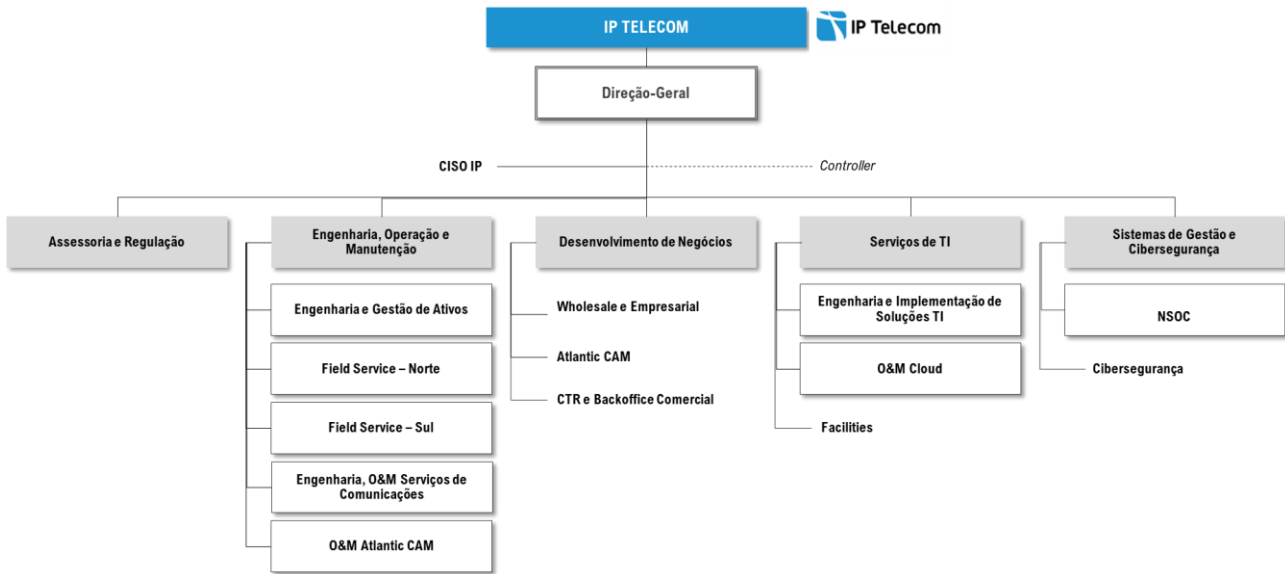 IP TELECOM
IP Telecom
Direção-Geral
CISO IP
Controller
Assessoria e Regulação
Engenharia, Operação e
Manutenção
Desenvolvimento de Negócios
Serviços de TI
Sistemas de Gestão e
Cibersegurança
Engenharia e Gestão de Ativos
Field Service – Norte
Field Service – Sul
Engenharia, O&M Serviços de
Comunicações
O&M Atlantic CAM
Wholesale e Empresarial
Atlantic CAM
CTR e Backoffice Comercial
Engenharia e Implementação de
Soluções TI
O&M Cloud
Facilities
NSOC
Cibersegurança